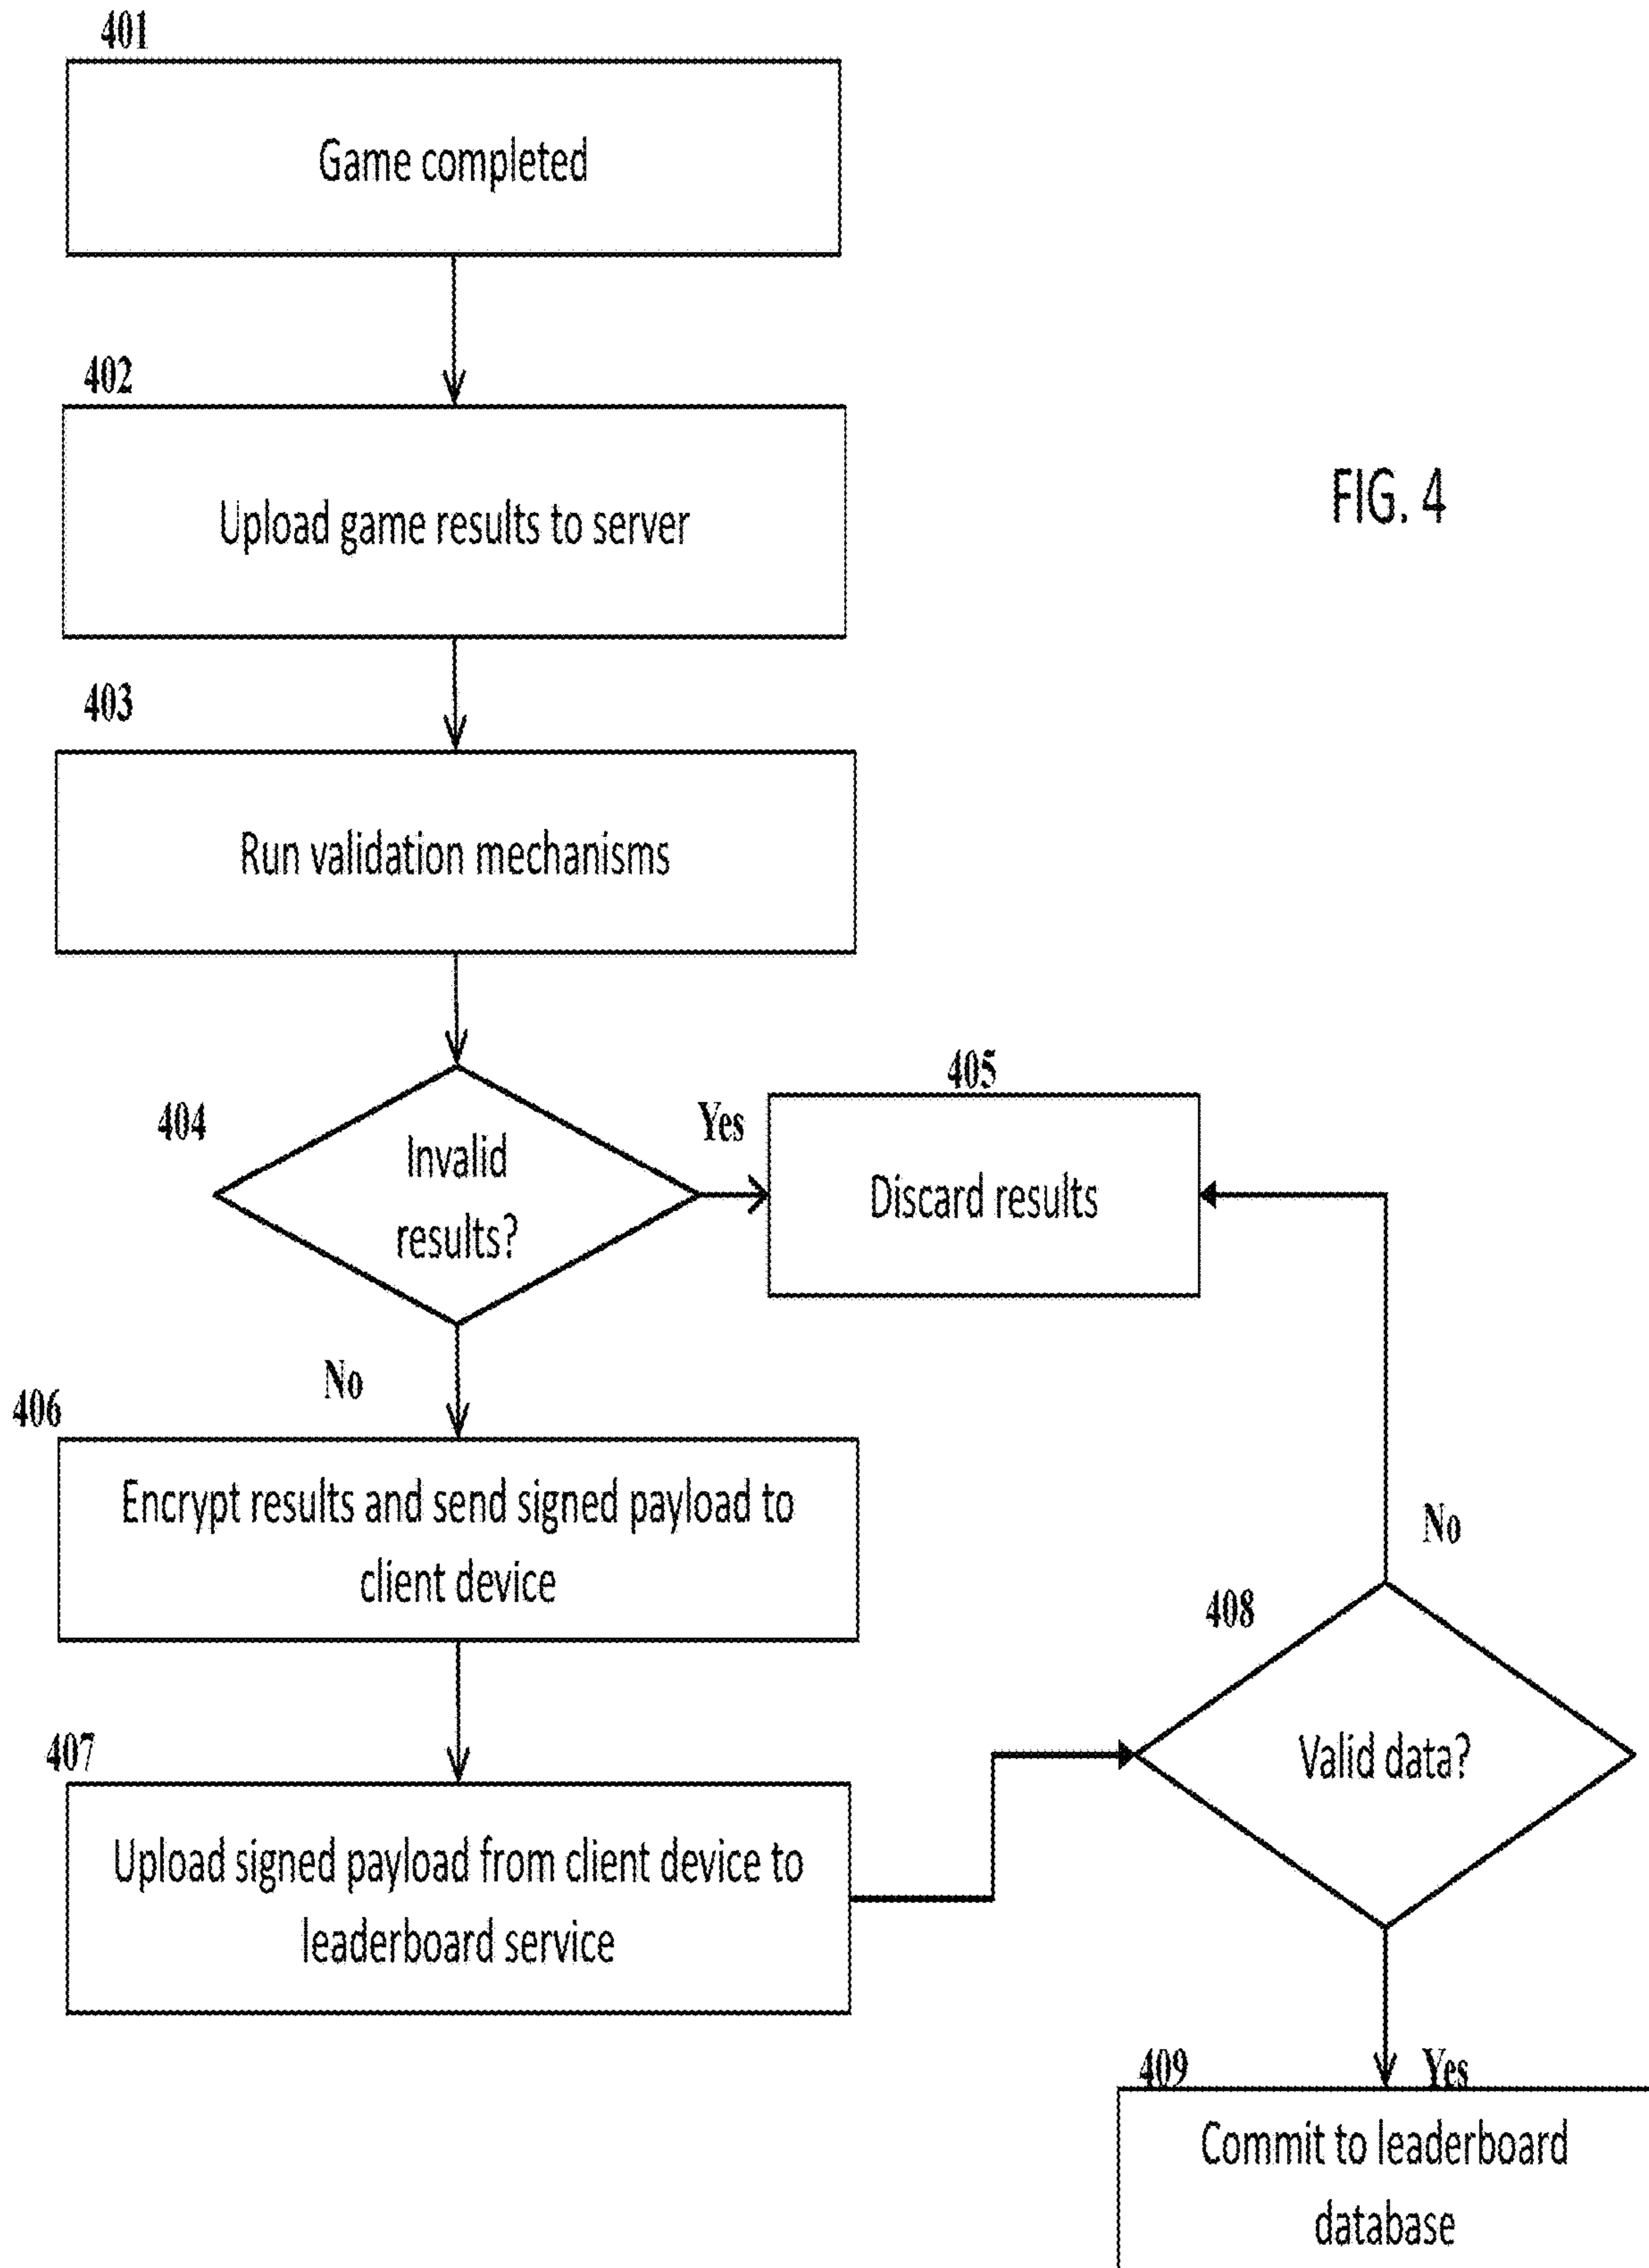 401
Game completed
402
Upload game results to server
FIG. 4
403
Run validation mechanisms
404
Invalid
results?
Yes
405
Discard results
No
406
Encrypt results and send signed payload to
client device
No
408
Valid data?
407
Upload signed payload from client device to
leaderboard service
409
Yes
Commit to leaderboard
database